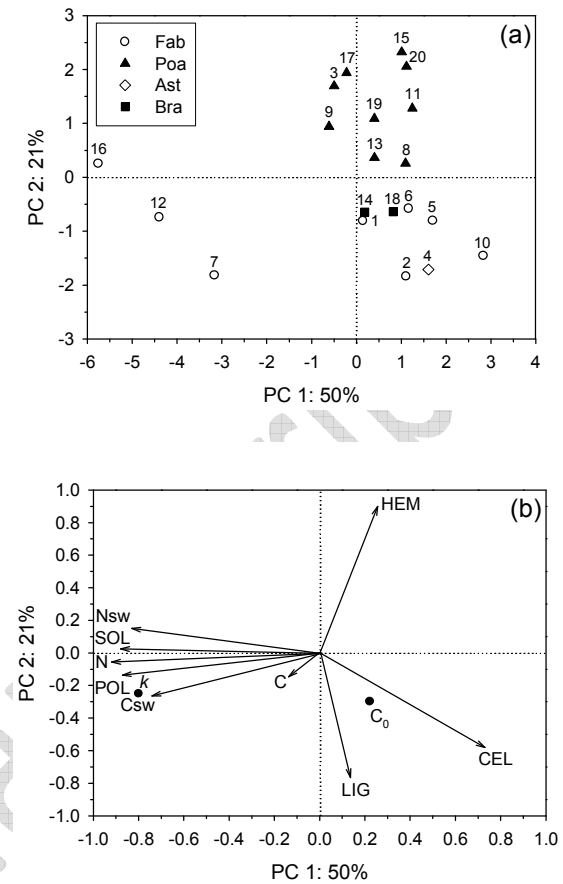 (a)
Fab
Poa
Ast
Bra
3
2
1
0
-1
-2
-3
PC 2: 21%
15
20
17
3
11
9
19
13
8
16
12
7
14
18
1
6
5
2
4
10
-6 -5 -4 -3 -2 -1 0 1 2 3 4
PC 1: 50%
(b)
1.0
0.8
0.6
0.4
0.2
0.0
-0.2
-0.4
-0.6
-0.8
-1.0
PC 2: 21%
HEM
Nsw
SOL
N
POL k
Csw
C
C0
CEL
LIG
-1.0 -0.8 -0.6 -0.4 -0.2 0.0 0.2 0.4 0.6 0.8 1.0
PC 1: 50%